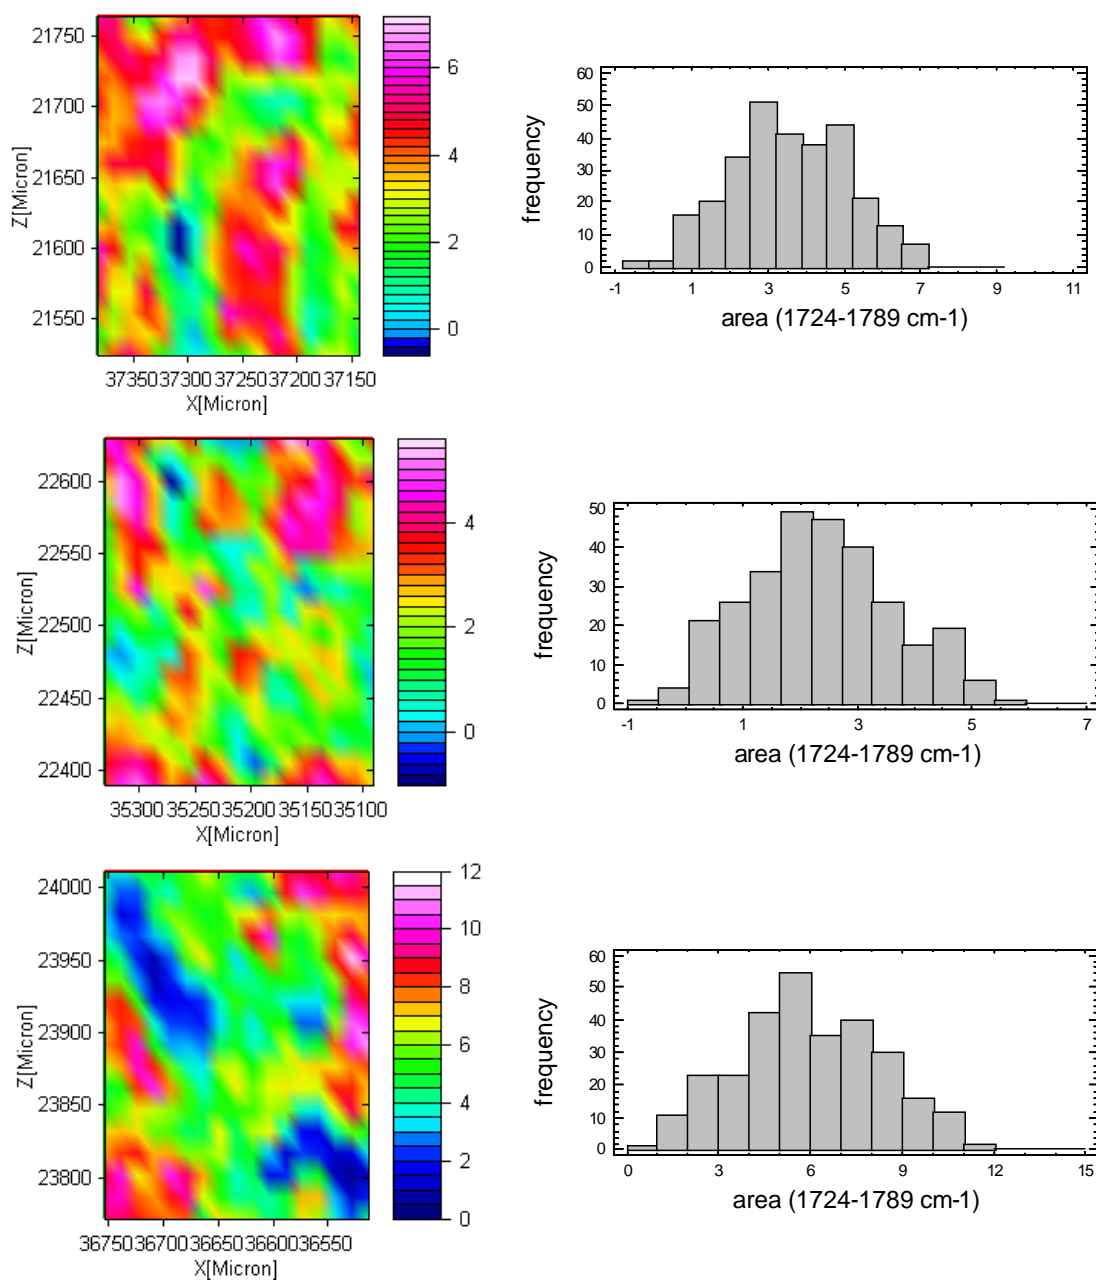 21750
21700
21650
21600
21550
Z[Micron]
37350 37300 37250 37200 37150
X[Micron]
6
4
2
0
60
50
40
30
20
10
0
frequency
-1 1 3 5 7 9 11
area (1724-1789 cm-1)
22600
22550
22500
22450
22400
Z[Micron]
35300 35250 35200 35150 35100
X[Micron]
4
2
0
50
40
30
20
10
0
frequency
-1 1 3 5 7
area (1724-1789 cm-1)
24000
23950
23900
23850
23800
Z[Micron]
36750 36700 36650 36600 36550
X[Micron]
12
10
8
6
4
2
0
60
50
40
30
20
10
0
frequency
0 3 6 9 12 15
area (1724-1789 cm-1)